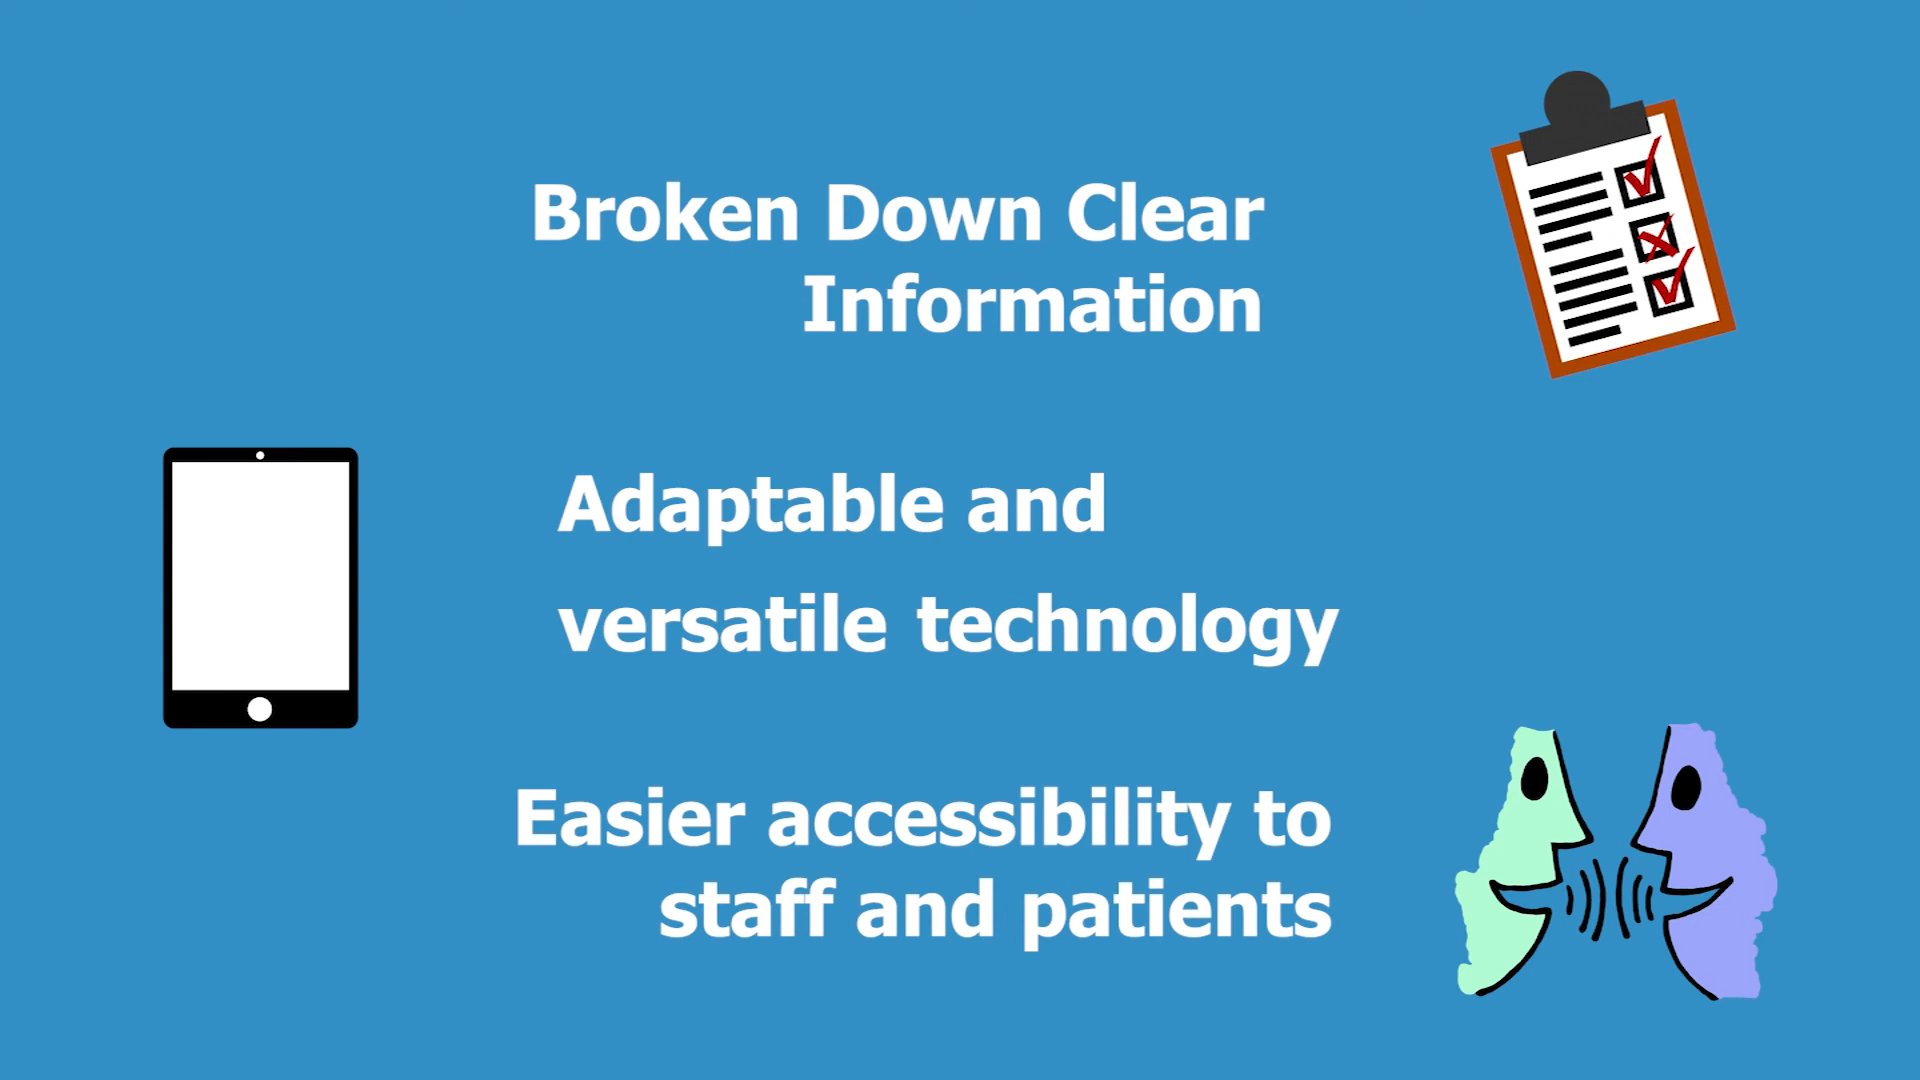 Broken Down Clear
Information
Adaptable and
versatile technology
Easier accessibility to
staff and patients